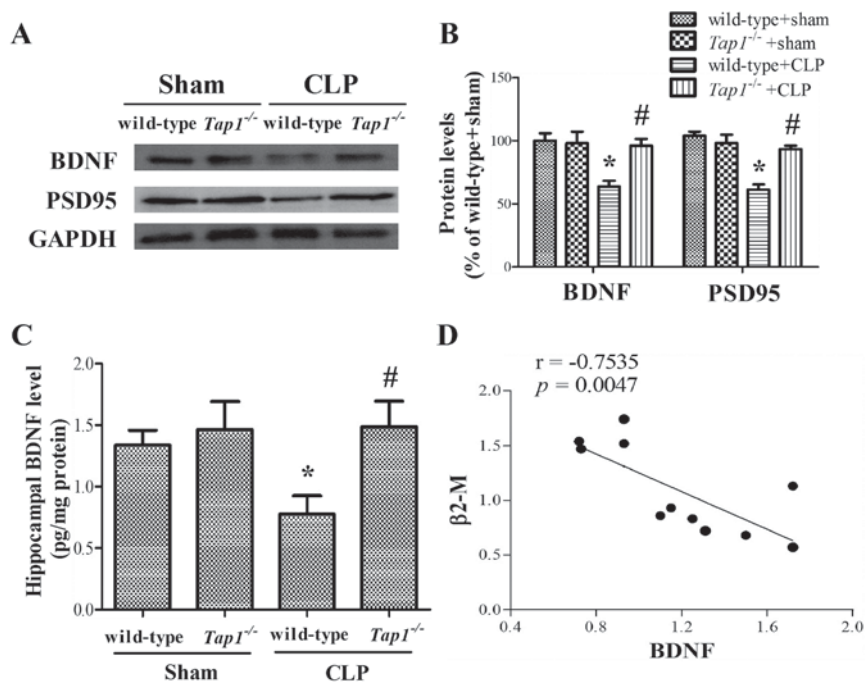 A
Sham CLP
wild-type Tap1-/- wild-type Tap1-/-
BDNF
PSD95
GAPDH
B
wild-type+sham
Tap1-/- +sham
wild-type+CLP
Tap1-/- +CLP
Protein levels
(% of wild-type+sham)
150
100
50
0
* # * #
BDNF PSD95
C
Hippocampal BDNF level
(pg/mg protein)
2.0
1.5
1.0
0.5
0.0
* #
wild-type Tap1-/- wild-type Tap1-/-
Sham CLP
D
r = -0.7535
p = 0.0047
β2-M
2.0
1.5
1.0
0.5
0.0
0.4 0.8 1.2 1.6 2.0
BDNF